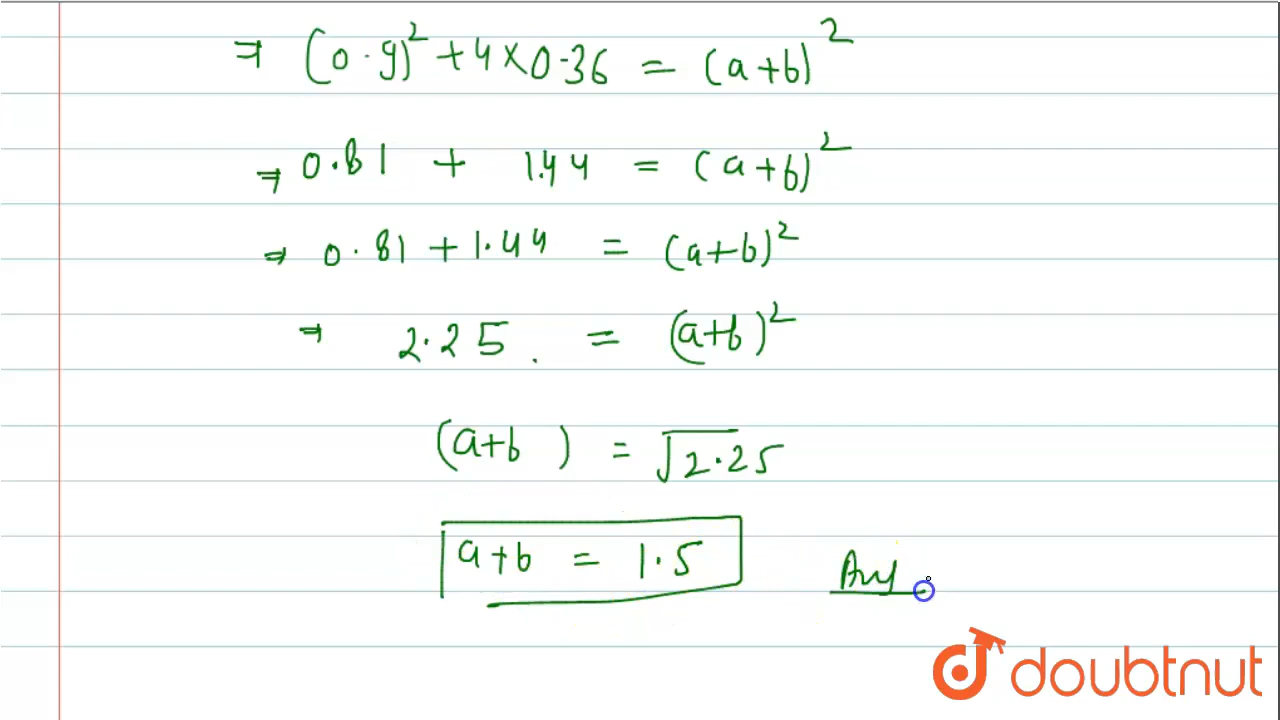 ⇒ (0.9)² + 4×0.36 = (a+b)²
⇒ 0.81 + 1.44 = (a+b)²
⇒ 0.81 + 1.44 = (a+b)²
⇒ 2.25 = (a+b)²
(a+b) = √2.25
a+b = 1.5
Ans
doubtnut